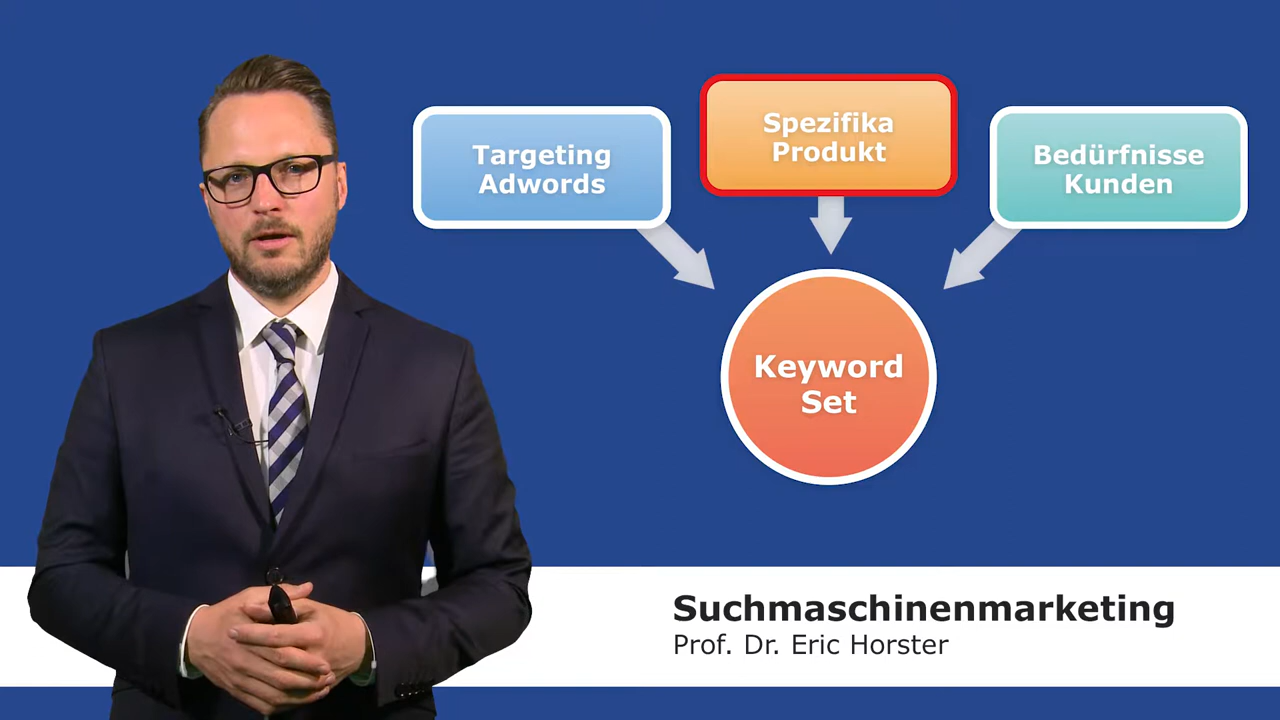 Targeting
Adwords
Spezifika
Produkt
Bedürfnisse
Kunden
Keyword
Set
Suchmaschinenmarketing
Prof. Dr. Eric Horster